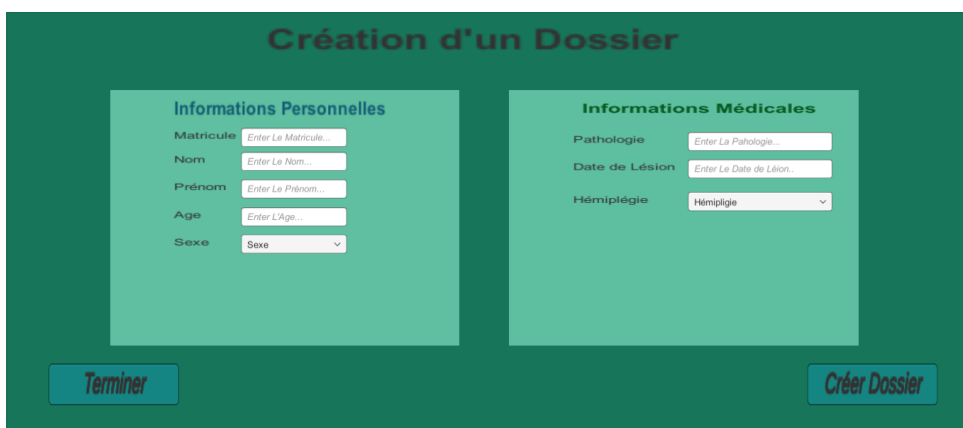 Création d'un Dossier
Informations Personnelles
Matricule Enter Le Matricule...
Nom Enter Le Nom...
Prénom Enter Le Prénom...
Age Enter L'Age...
Sexe Sexe
Informations Médicales
Pathologie Enter La Pahologie...
Date de Lésion Enter Le Date de Léion..
Hémiplégie Hémipligie
Terminer
Créer Dossier